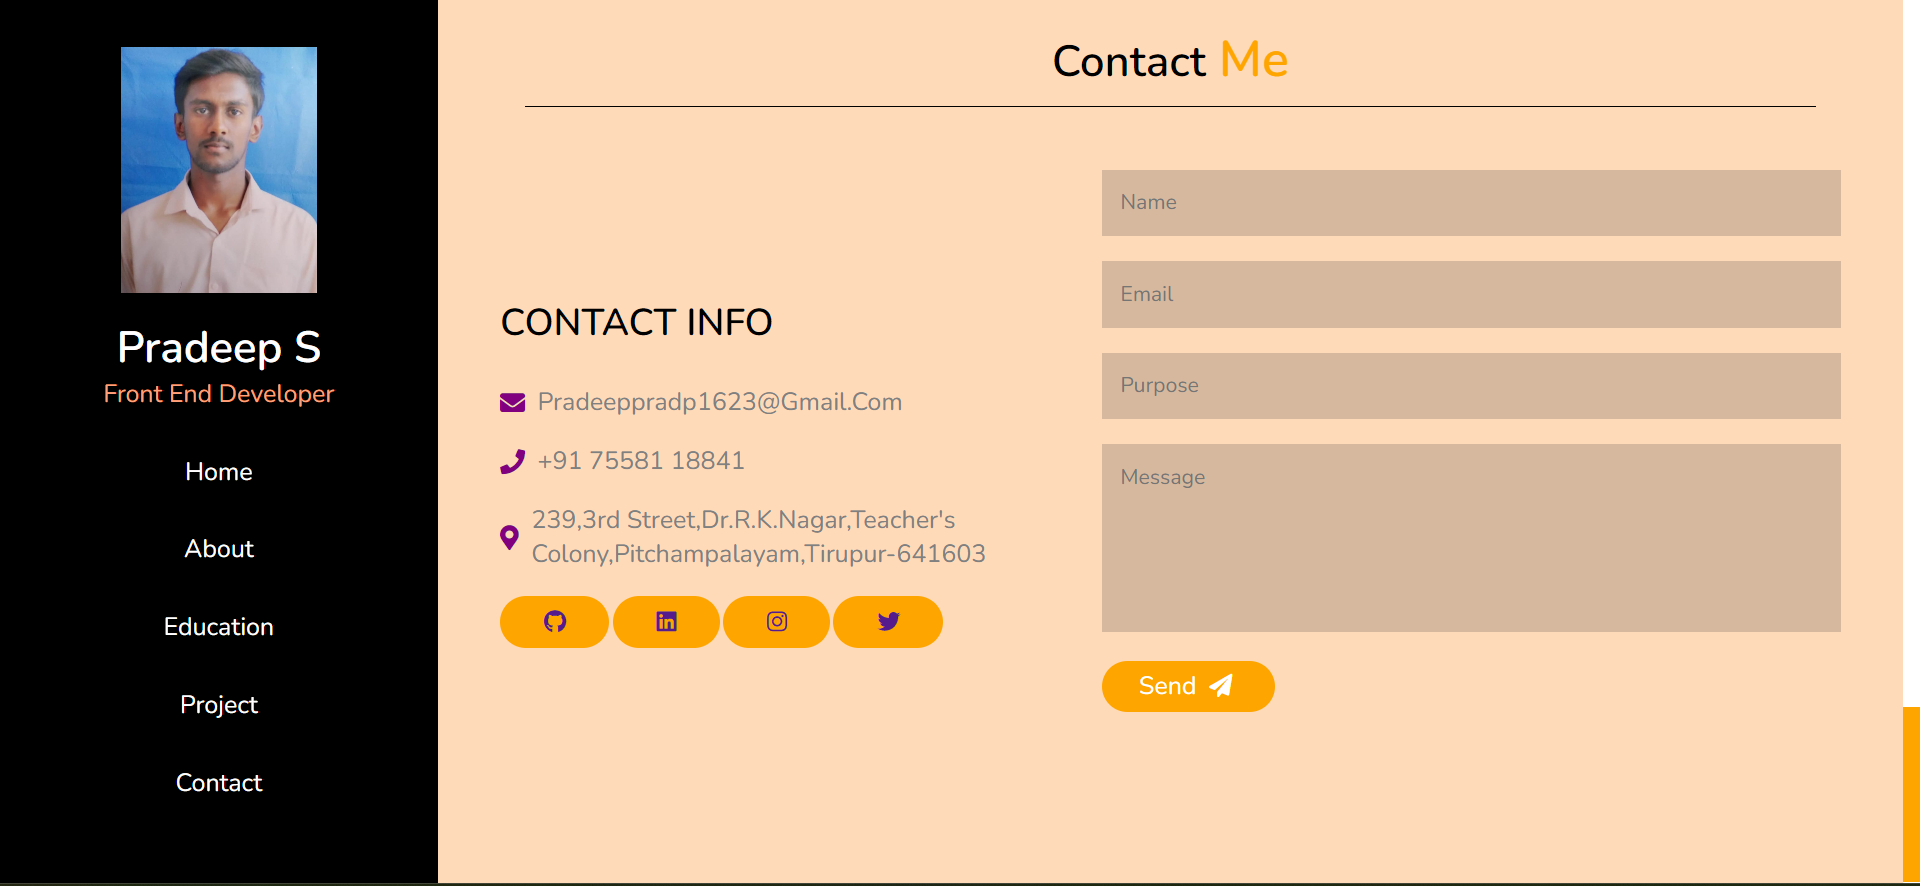 Pradeep S
Front End Developer
Home
About
Education
Project
Contact
Contact Me
CONTACT INFO
Pradeeppradp1623@Gmail.Com
+91 75581 18841
239,3rd Street,Dr.R.K.Nagar,Teacher's
Colony,Pitchampalayam,Tirupur-641603
Name
Email
Purpose
Message
Send